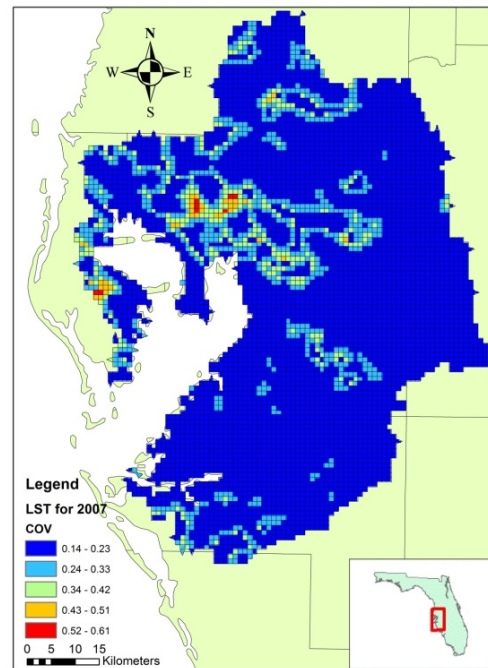 N
W E
S
Legend
LST for 2007
COV
0.14 - 0.23
0.24 - 0.33
0.34 - 0.42
0.43 - 0.51
0.52 - 0.61
0 5 10 15
Kilometers